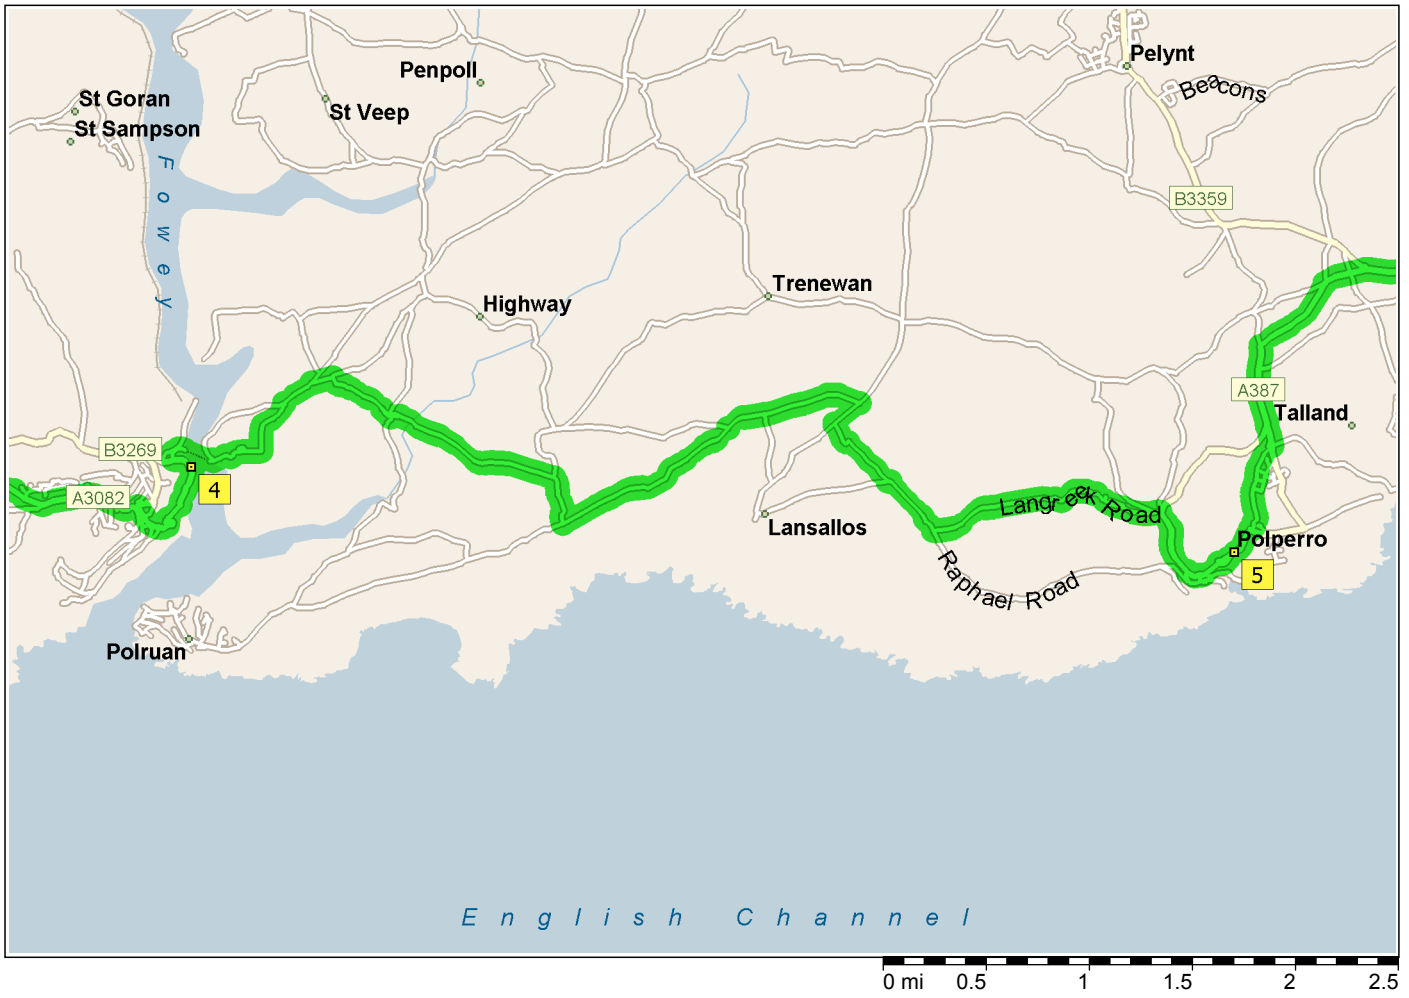 Pelynt
Penpoll
Beacons
St Goran
St Veep
St Sampson
Fowey
B3359
Trenewan
Highway
A387
Talland
B3269
4
A3082
Langreek Road
Lansallos
Polperro
5
Raphael Road
Polruan
English Channel
0 mi 0.5 1 1.5 2 2.5